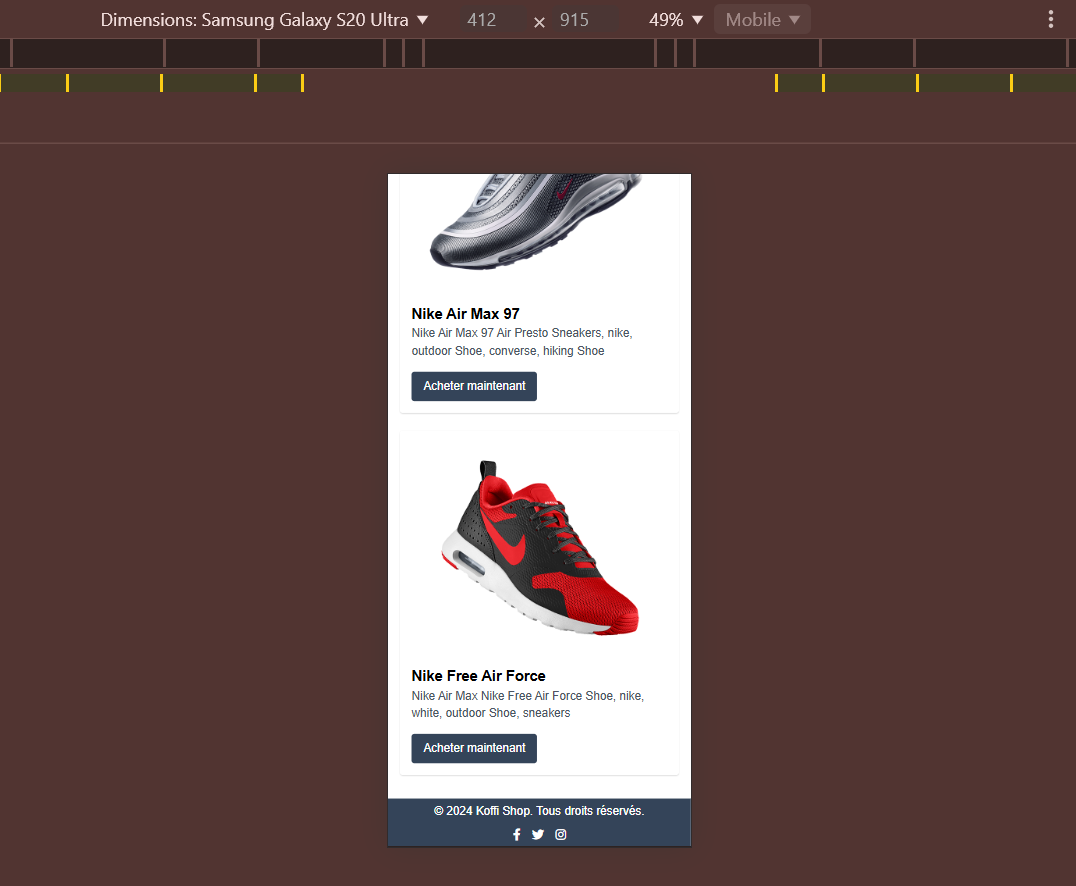 Dimensions: Samsung Galaxy S20 Ultra ▼ 412 × 915 49% ▼ Mobile ▼
Nike Air Max 97
Nike Air Max 97 Air Presto Sneakers, nike,
outdoor Shoe, converse, hiking Shoe
Acheter maintenant
Nike Free Air Force
Nike Air Max Nike Free Air Force Shoe, nike,
white, outdoor Shoe, sneakers
Acheter maintenant
© 2024 Koffi Shop. Tous droits réservés.